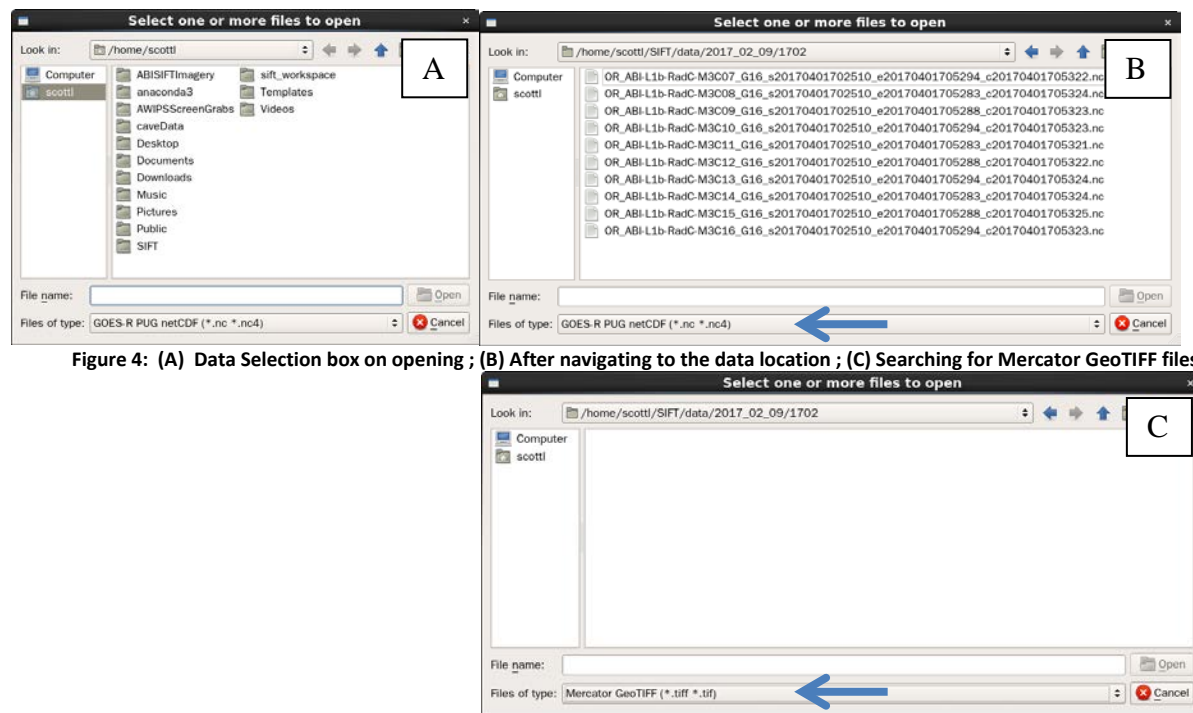 Select one or more files to open
Look in: /home/scottl
A
Computer
scottl
ABISIFTImagery
anaconda3
AWIPSScreenGrabs
caveData
Desktop
Documents
Downloads
Music
Pictures
Public
SIFT
sift_workspace
Templates
Videos
File name: Open
Files of type: GOES-R PUG netCDF (*.nc *.nc4) Cancel
Select one or more files to open
Look in: /home/scottl/SIFT/data/2017_02_09/1702
B
Computer
scottl
OR_ABI-L1b-RadC-M3C07_G16_s20170401702510_e20170401705294_c20170401705322.nc
OR_ABI-L1b-RadC-M3C08_G16_s20170401702510_e20170401705283_c20170401705324.nc
OR_ABI-L1b-RadC-M3C09_G16_s20170401702510_e20170401705288_c20170401705323.nc
OR_ABI-L1b-RadC-M3C10_G16_s20170401702510_e20170401705294_c20170401705323.nc
OR_ABI-L1b-RadC-M3C11_G16_s20170401702510_e20170401705283_c20170401705321.nc
OR_ABI-L1b-RadC-M3C12_G16_s20170401702510_e20170401705288_c20170401705322.nc
OR_ABI-L1b-RadC-M3C13_G16_s20170401702510_e20170401705294_c20170401705324.nc
OR_ABI-L1b-RadC-M3C14_G16_s20170401702510_e20170401705283_c20170401705324.nc
OR_ABI-L1b-RadC-M3C15_G16_s20170401702510_e20170401705288_c20170401705325.nc
OR_ABI-L1b-RadC-M3C16_G16_s20170401702510_e20170401705294_c20170401705323.nc
File name: Open
Files of type: GOES-R PUG netCDF (*.nc *.nc4) Cancel
Figure 4: (A) Data Selection box on opening ; (B) After navigating to the data location ; (C) Searching for Mercator GeoTIFF files
Select one or more files to open
Look in: /home/scottl/SIFT/data/2017_02_09/1702
C
Computer
scottl
File name: Open
Files of type: Mercator GeoTIFF (*.tiff *.tif) Cancel